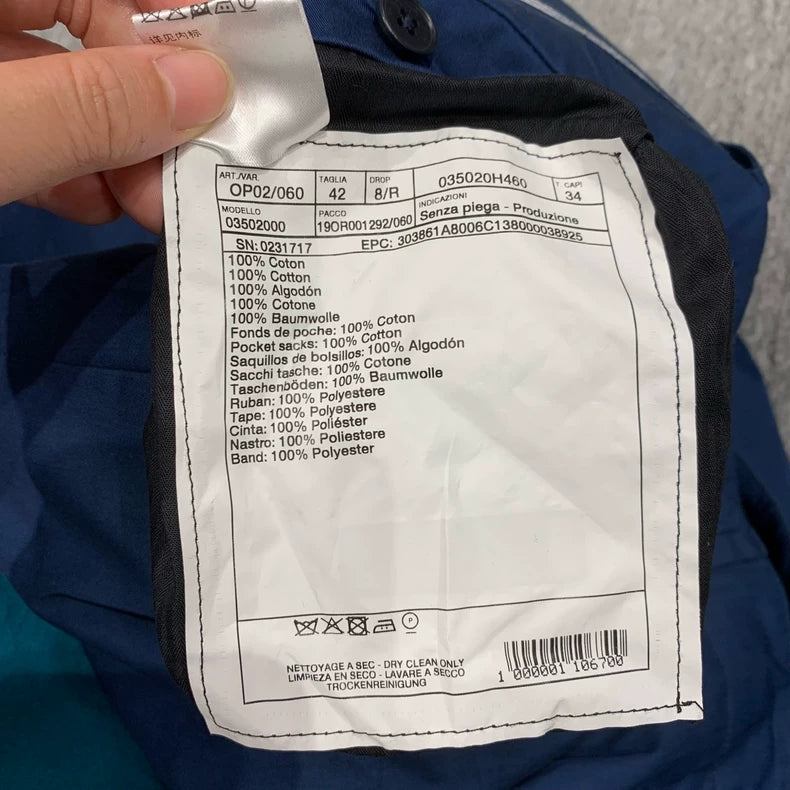 详见内标
ART./VAR. TAGLIA DROP 035020H460 T. CAPI
OP02/060 42 8/R 34
MODELLO PACCO INDICAZIONI
03502000 19OR001292/060 Senza piega - Produzione
SN: 0231717 EPC: 303861A8006C138000038925
100% Coton
100% Cotton
100% Algodón
100% Cotone
100% Baumwolle
Fonds de poche: 100% Coton
Pocket sacks: 100% Cotton
Saquillos de bolsillos: 100% Algodón
Sacchi tasche: 100% Cotone
Taschenböden: 100% Baumwolle
Ruban: 100% Polyestere
Tape: 100% Polyestere
Cinta: 100% Poliéster
Nastro: 100% Poliestere
Band: 100% Polyester
P
NETTOYAGE A SEC - DRY CLEAN ONLY
LIMPIEZA EN SECO - LAVARE A SECCO
TROCKENREINIGUNG
1 000001 106700